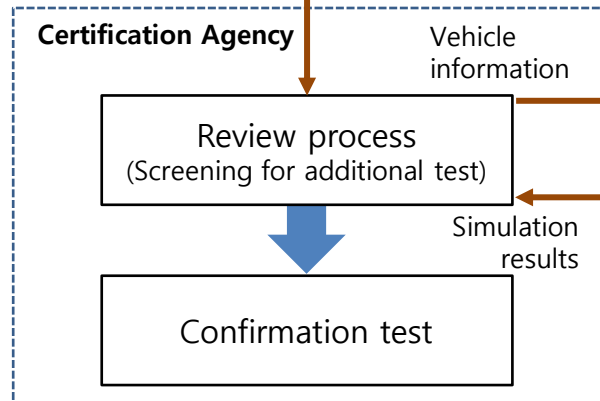 Certification Agency
Vehicle
information
Review process
(Screening for additional test)
Simulation
results
Confirmation test